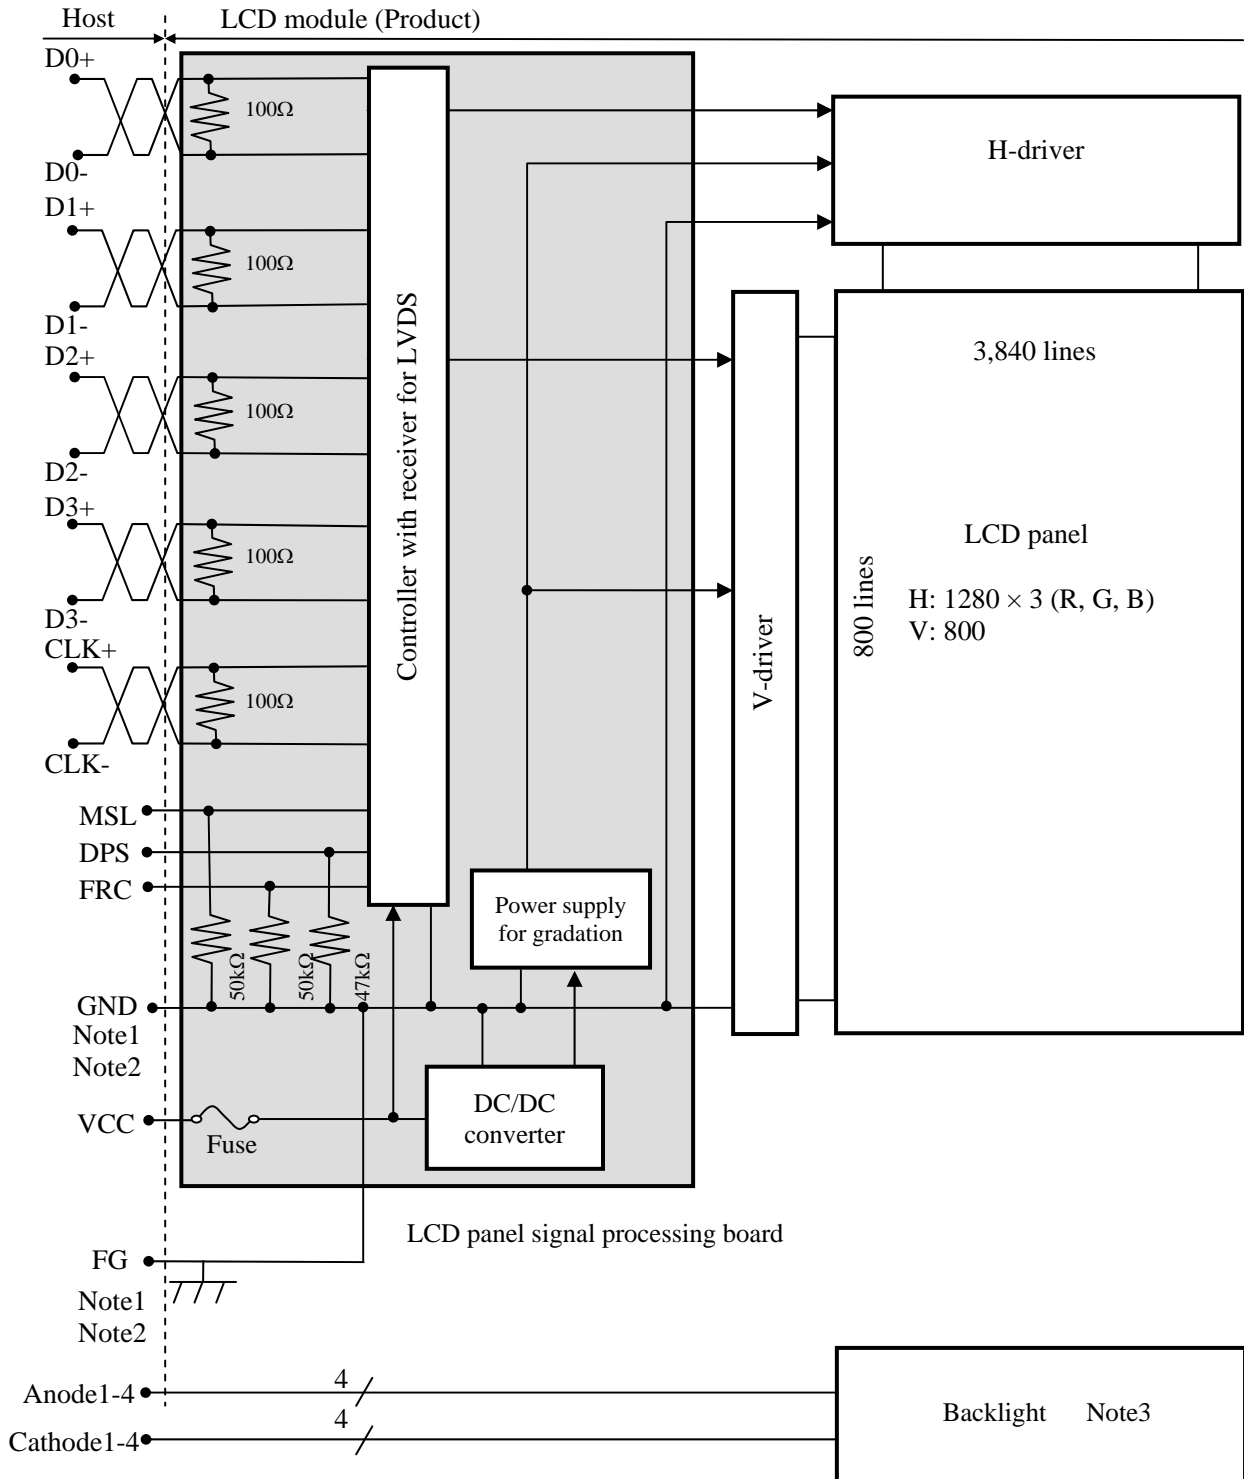 Host
LCD module (Product)
D0+
100Ω
D0-
D1+
100Ω
D1-
D2+
100Ω
D2-
D3+
100Ω
D3-
CLK+
100Ω
CLK-
MSL
DPS
FRC
50kΩ
50kΩ
47kΩ
GND
Note1
Note2
VCC
Fuse
FG
Note1
Note2
Controller with receiver for LVDS
Power supply
for gradation
DC/DC
converter
LCD panel signal processing board
H-driver
V-driver
3,840 lines
800 lines
LCD panel
H: 1280 × 3 (R, G, B)
V: 800
Anode1-4
4
Cathode1-4
4
Backlight Note3